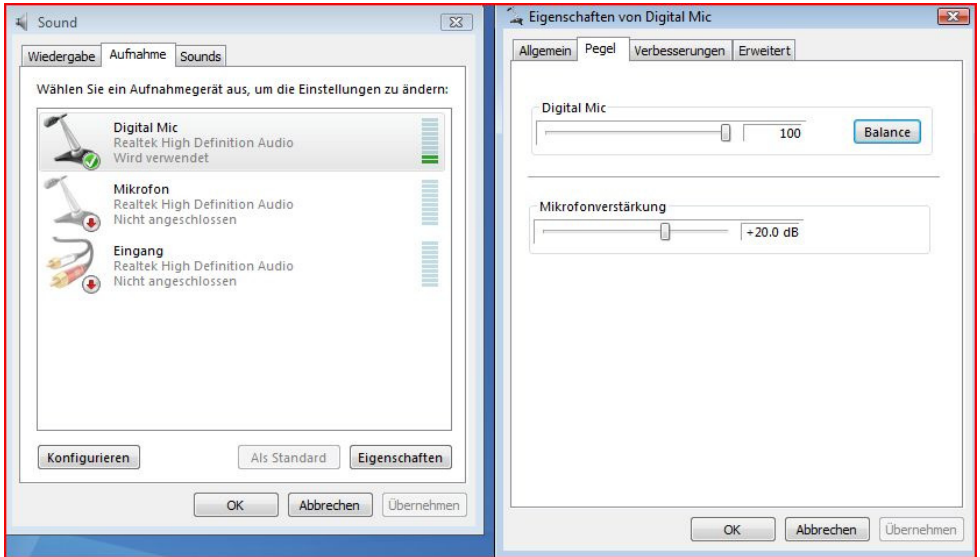 Sound
Wiedergabe
Aufnahme
Sounds
Wählen Sie ein Aufnahmegerät aus, um die Einstellungen zu ändern:
Digital Mic
Realtek High Definition Audio
Wird verwendet
Mikrofon
Realtek High Definition Audio
Nicht angeschlossen
Eingang
Realtek High Definition Audio
Nicht angeschlossen
Konfigurieren
Als Standard
Eigenschaften
OK
Abbrechen
Übernehmen
Eigenschaften von Digital Mic
Allgemein
Pegel
Verbesserungen
Erweitert
Digital Mic
100
Balance
Mikrofonverstärkung
+20.0 dB
OK
Abbrechen
Übernehmen